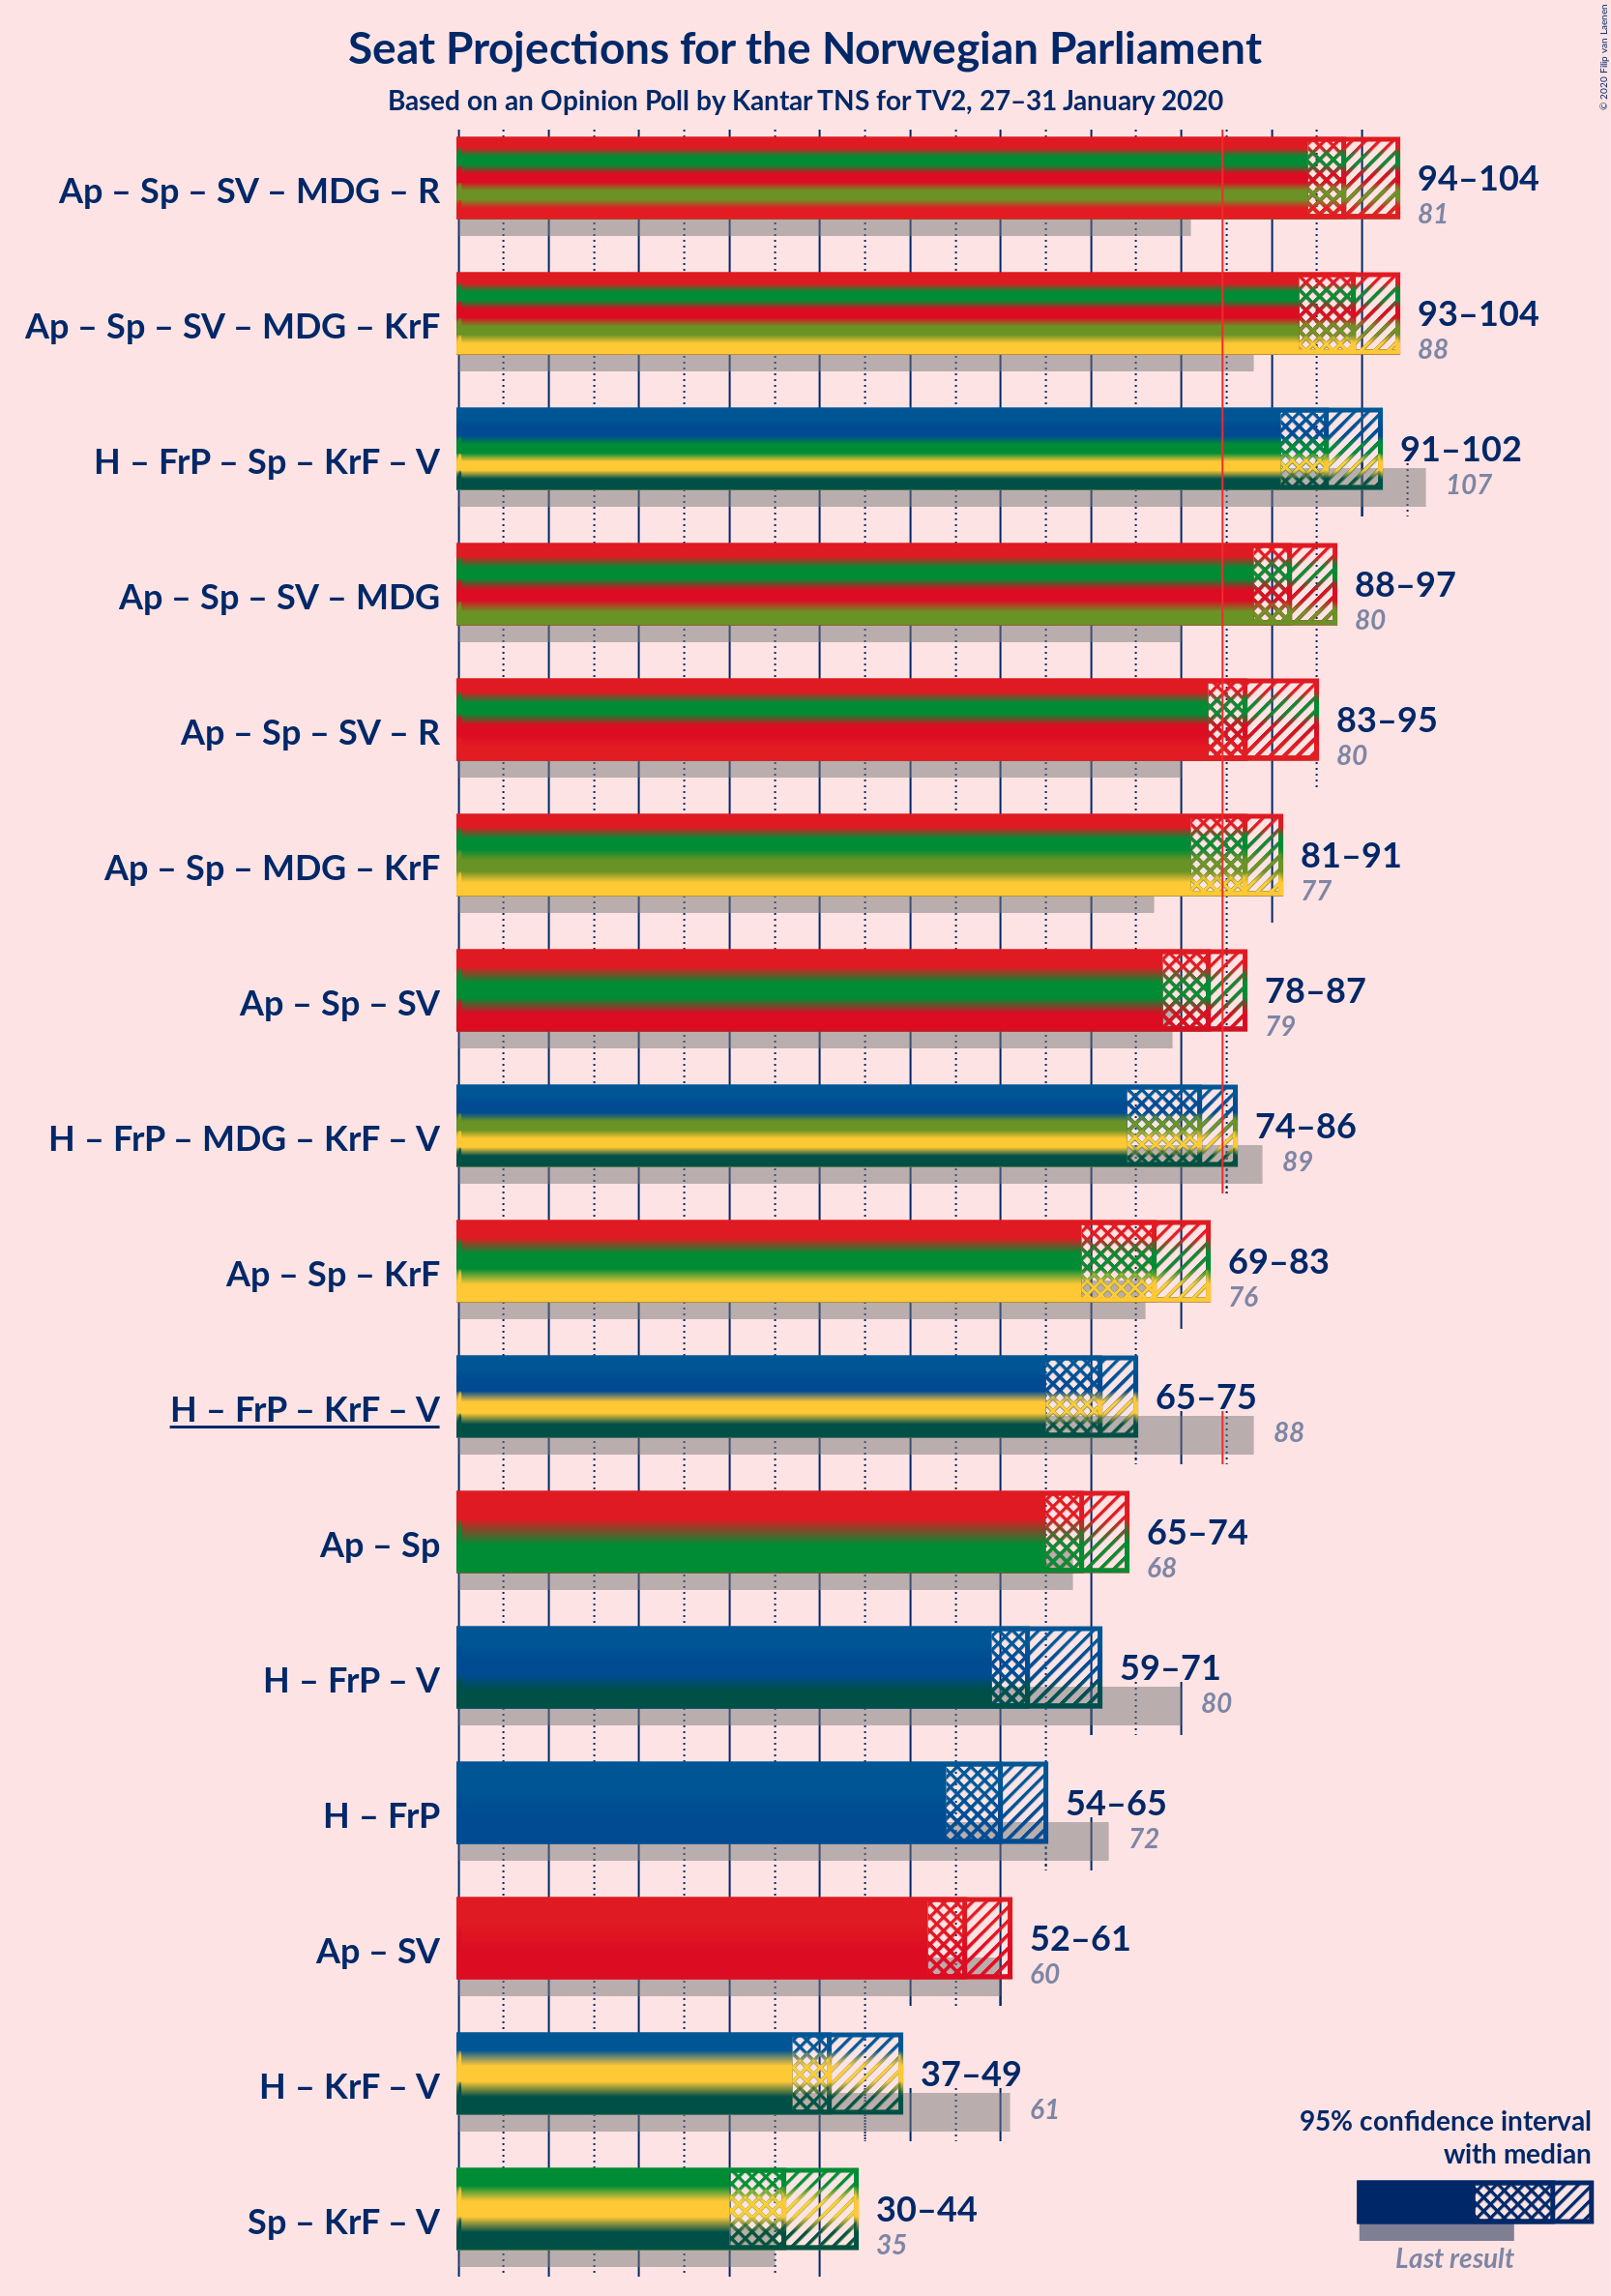 Seat Projections for the Norwegian Parliament
Based on an Opinion Poll by Kantar TNS for TV2, 27–31 January 2020
© 2020 Filip van Laenen
Ap – Sp – SV – MDG – R
94–104
81
Ap – Sp – SV – MDG – KrF
93–104
88
H – FrP – Sp – KrF – V
91–102
107
Ap – Sp – SV – MDG
88–97
80
Ap – Sp – SV – R
83–95
80
Ap – Sp – MDG – KrF
81–91
77
Ap – Sp – SV
78–87
79
H – FrP – MDG – KrF – V
74–86
89
Ap – Sp – KrF
69–83
76
H – FrP – KrF – V
65–75
88
Ap – Sp
65–74
68
H – FrP – V
59–71
80
H – FrP
54–65
72
Ap – SV
52–61
60
H – KrF – V
37–49
61
Sp – KrF – V
30–44
35
95% confidence interval
with median
Last result